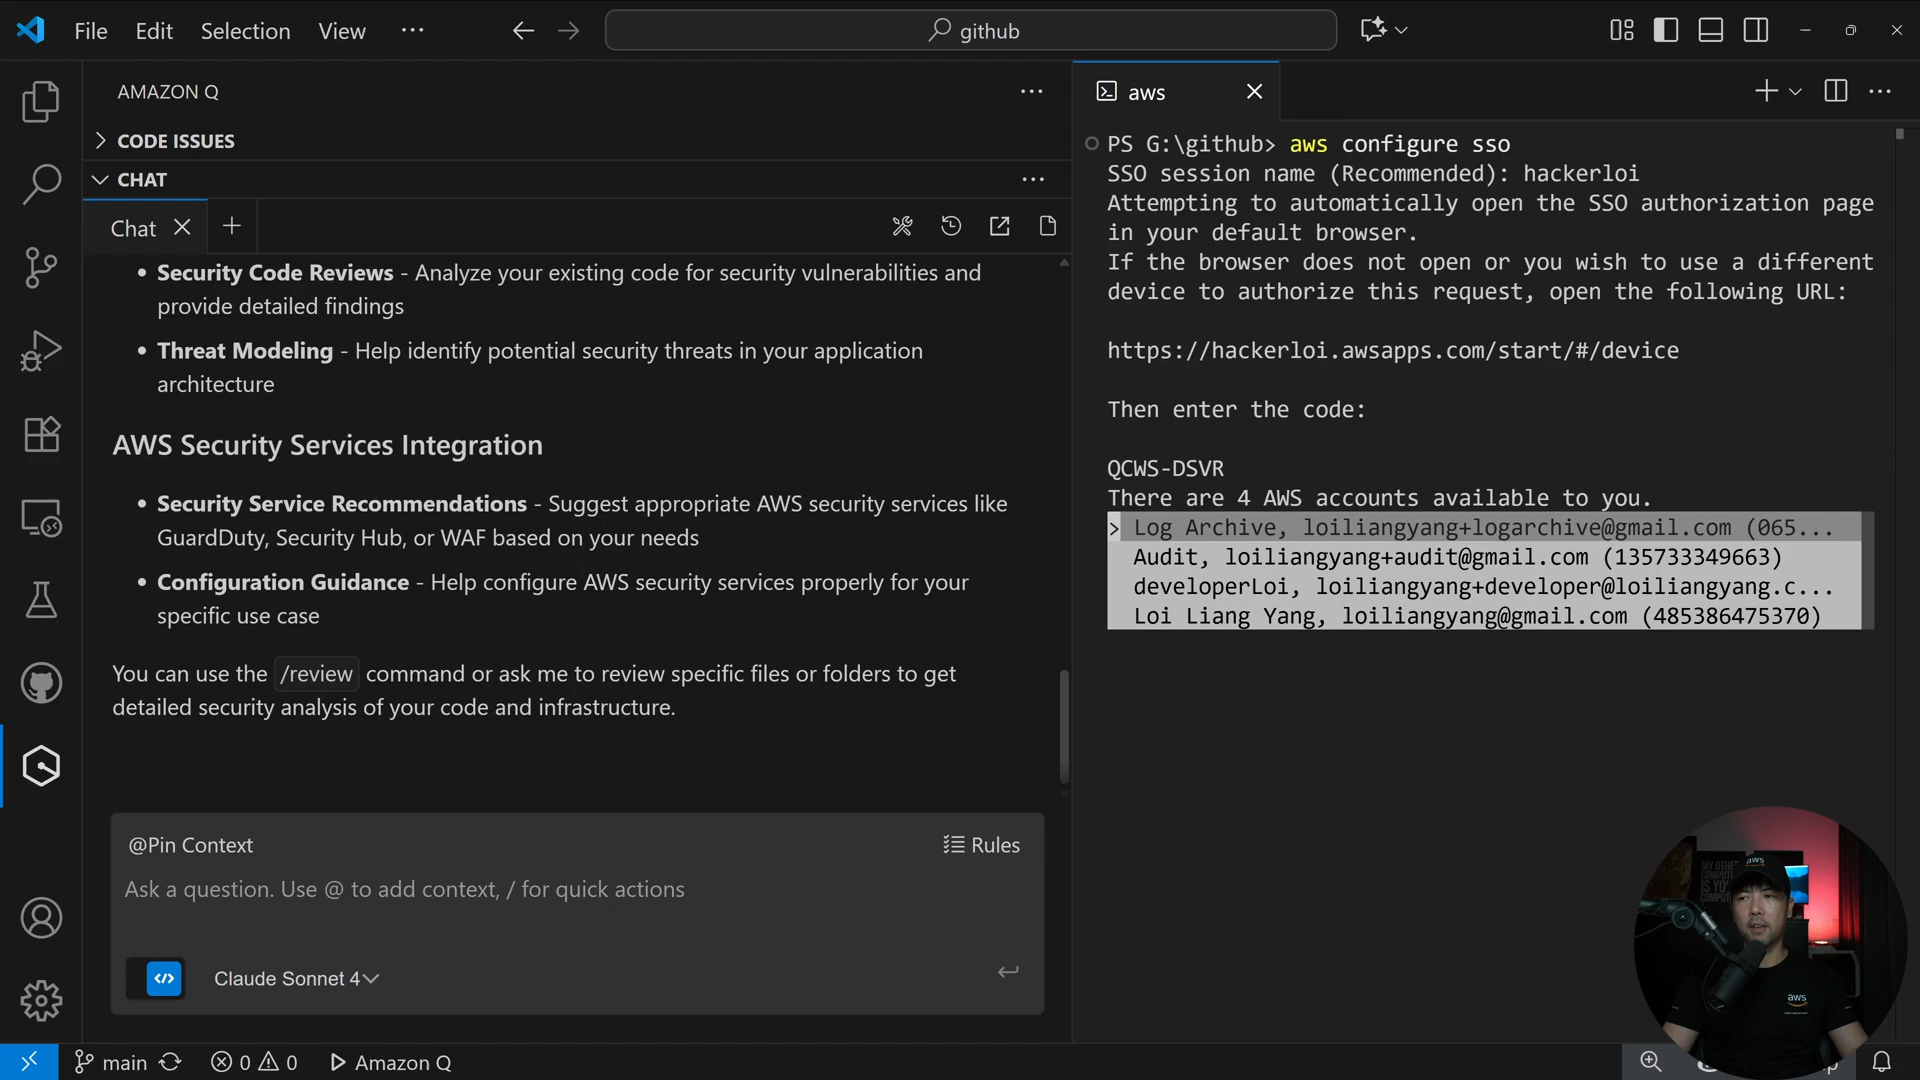 File Edit Selection View ···
github
AMAZON Q
CODE ISSUES
CHAT
Chat
• Security Code Reviews - Analyze your existing code for security vulnerabilities and
provide detailed findings
• Threat Modeling - Help identify potential security threats in your application
architecture
AWS Security Services Integration
• Security Service Recommendations - Suggest appropriate AWS security services like
GuardDuty, Security Hub, or WAF based on your needs
• Configuration Guidance - Help configure AWS security services properly for your
specific use case
You can use the /review command or ask me to review specific files or folders to get
detailed security analysis of your code and infrastructure.
@Pin Context
Rules
Ask a question. Use @ to add context, / for quick actions
Claude Sonnet 4
main
0 0
Amazon Q
aws
PS G:\github> aws configure sso
SSO session name (Recommended): hackerloi
Attempting to automatically open the SSO authorization page
in your default browser.
If the browser does not open or you wish to use a different
device to authorize this request, open the following URL:
https://hackerloi.awsapps.com/start/#/device
Then enter the code:
QCWS-DSVR
There are 4 AWS accounts available to you.
> Log Archive, loiliangyang+logarchive@gmail.com (065...
Audit, loiliangyang+audit@gmail.com (135733349663)
developerLoi, loiliangyang+developer@loiliangyang.c...
Loi Liang Yang, loiliangyang@gmail.com (485386475370)
aws
aws